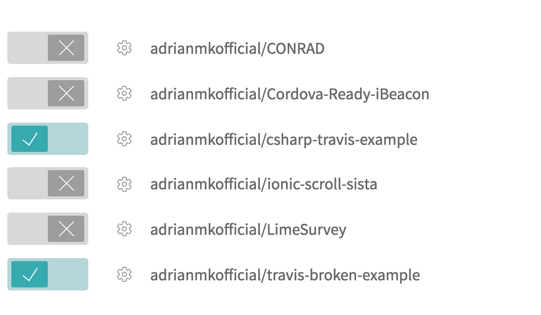 adrianmkofficial/CONRAD
adrianmkofficial/Cordova-Ready-iBeacon
adrianmkofficial/csharp-travis-example
adrianmkofficial/ionic-scroll-sista
adrianmkofficial/LimeSurvey
adrianmkofficial/travis-broken-example